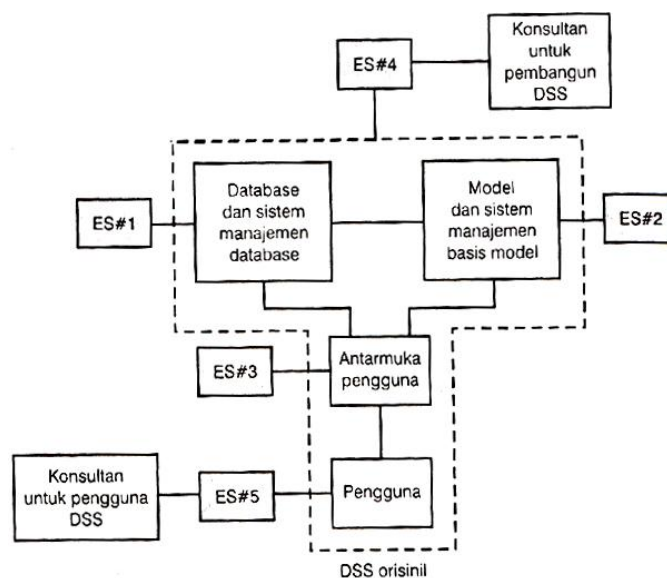 Konsultan
untuk
pembangun
DSS
ES#4
Database
dan sistem
manajemen
database
Model
dan sistem
manajemen
basis model
ES#1
ES#2
Antarmuka
pengguna
ES#3
Konsultan
untuk pengguna
DSS
ES#5
Pengguna
DSS orisinil